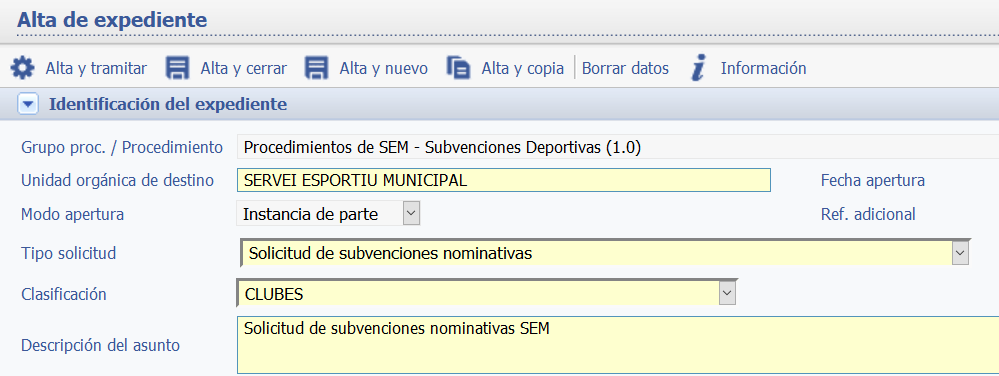 Alta de expediente
Alta y tramitar Alta y cerrar Alta y nuevo Alta y copia Borrar datos Información
Identificación del expediente
Grupo proc. / Procedimiento Procedimientos de SEM - Subvenciones Deportivas (1.0)
Unidad orgánica de destino SERVEI ESPORTIU MUNICIPAL Fecha apertura
Modo apertura Instancia de parte Ref. adicional
Tipo solicitud Solicitud de subvenciones nominativas
Clasificación CLUBES
Descripción del asunto Solicitud de subvenciones nominativas SEM